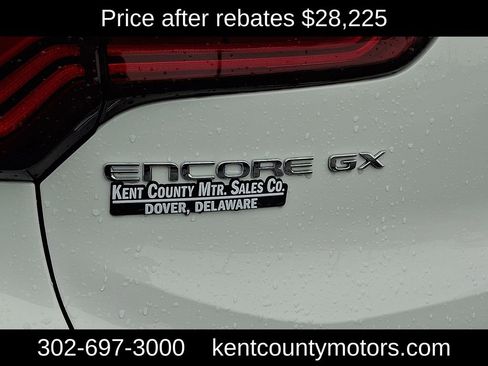 Price after rebates $28,225
ENCORE GX
KENT COUNTY MTR. SALES CO.
DOVER, DELAWARE
302-697-3000 kentcountymotors.com